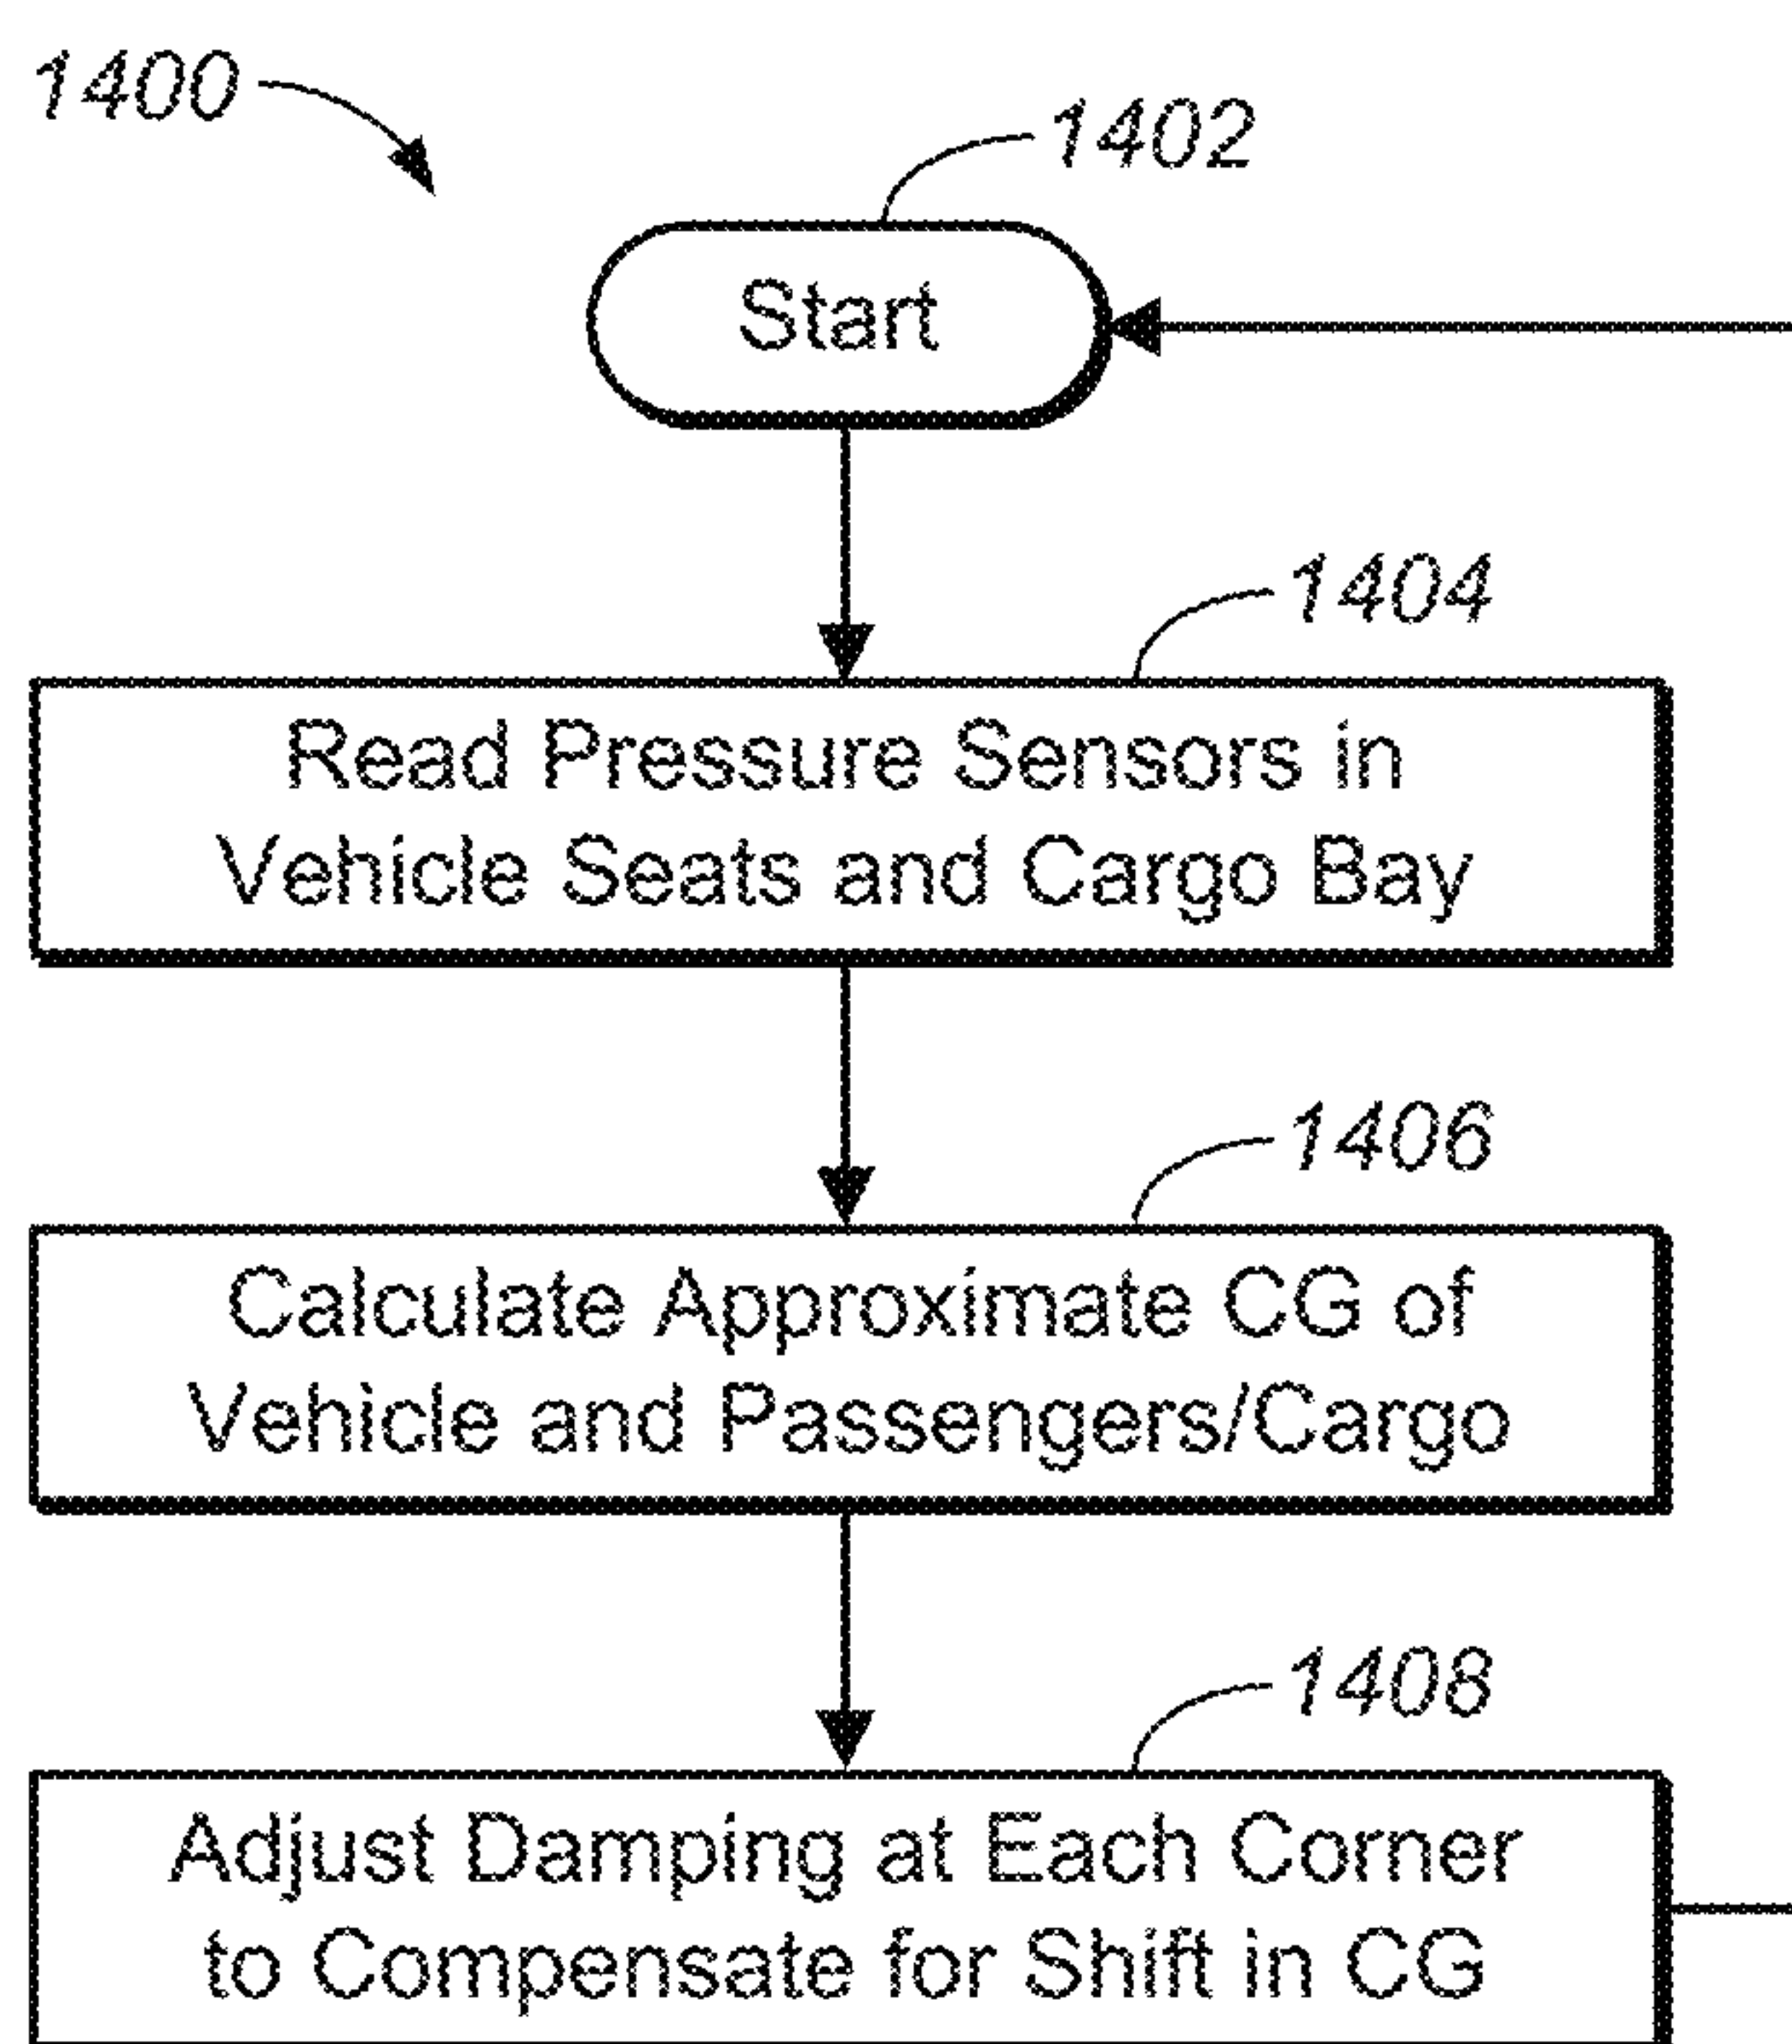 1400
1402
Start
1404
Read Pressure Sensors in
Vehicle Seats and Cargo Bay
1406
Calculate Approximate CG of
Vehicle and Passengers/Cargo
1408
Adjust Damping at Each Corner
to Compensate for Shift in CG